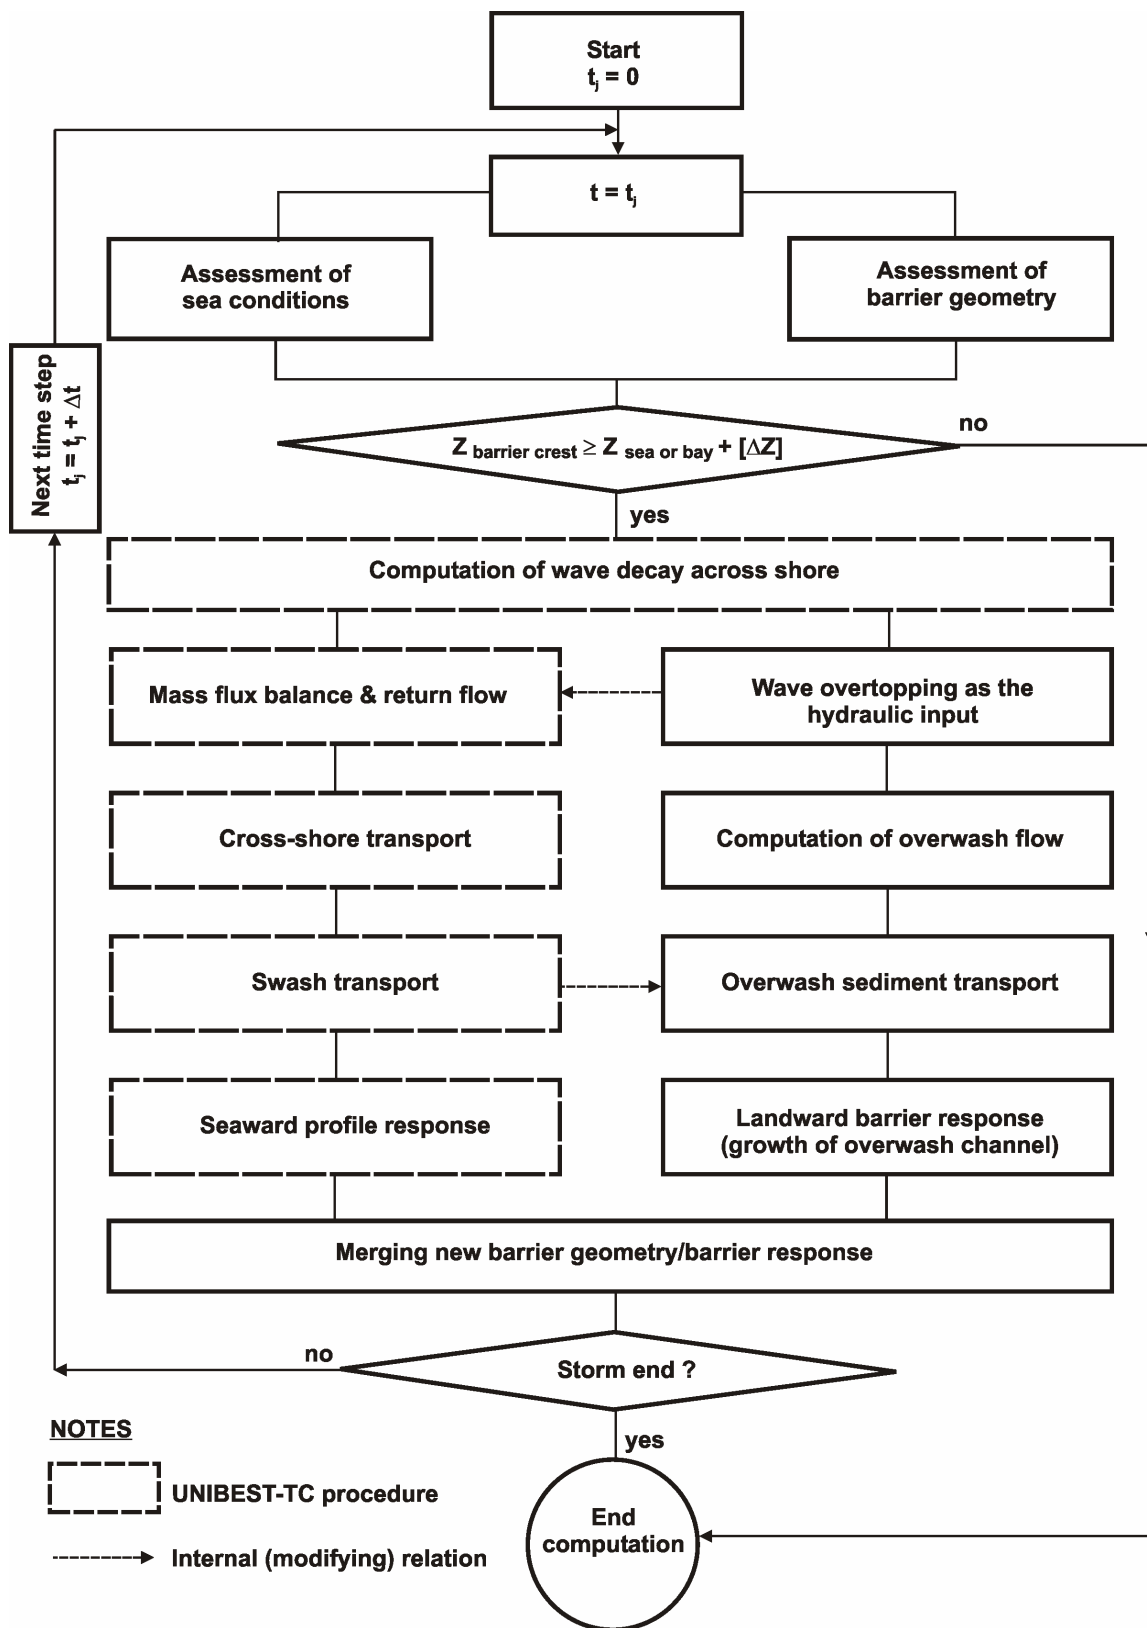 Start
tj = 0
t = tj
Assessment of
sea conditions
Assessment of
barrier geometry
Next time step
tj = tj + Δt
Z barrier crest ≥ Z sea or bay + [ΔZ]
no
yes
Computation of wave decay across shore
Mass flux balance & return flow
Wave overtopping as the
hydraulic input
Cross-shore transport
Computation of overwash flow
Swash transport
Overwash sediment transport
Seaward profile response
Landward barrier response
(growth of overwash channel)
Merging new barrier geometry/barrier response
no
Storm end ?
yes
NOTES
UNIBEST-TC procedure
Internal (modifying) relation
End
computation